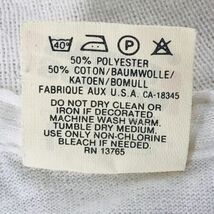 40° P
50% POLYESTER
50% COTTON/BAUMWOLLE/
KATOEN/BOMULL
FABRIQUE AUX U.S.A. CA-18345
DO NOT DRY CLEAN OR
IRON IF DECORATED
MACHINE WASH WARM.
TUMBLE DRY MEDIUM.
USE ONLY NON-CHLORINE
BLEACH IF NEEDED.
RN 13765